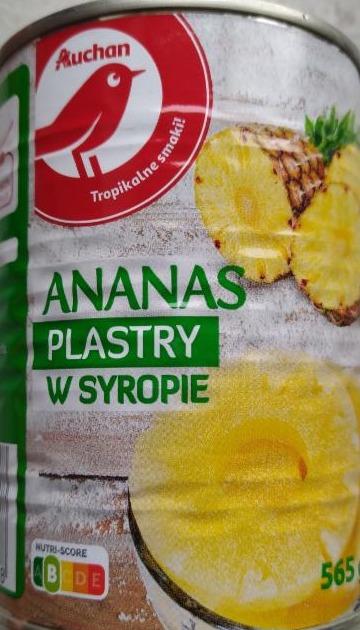 Auchan
Tropikalne smaki!
ANANAS
PLASTRY
W SYROPIE
NUTRI-SCORE
A B C D E
565